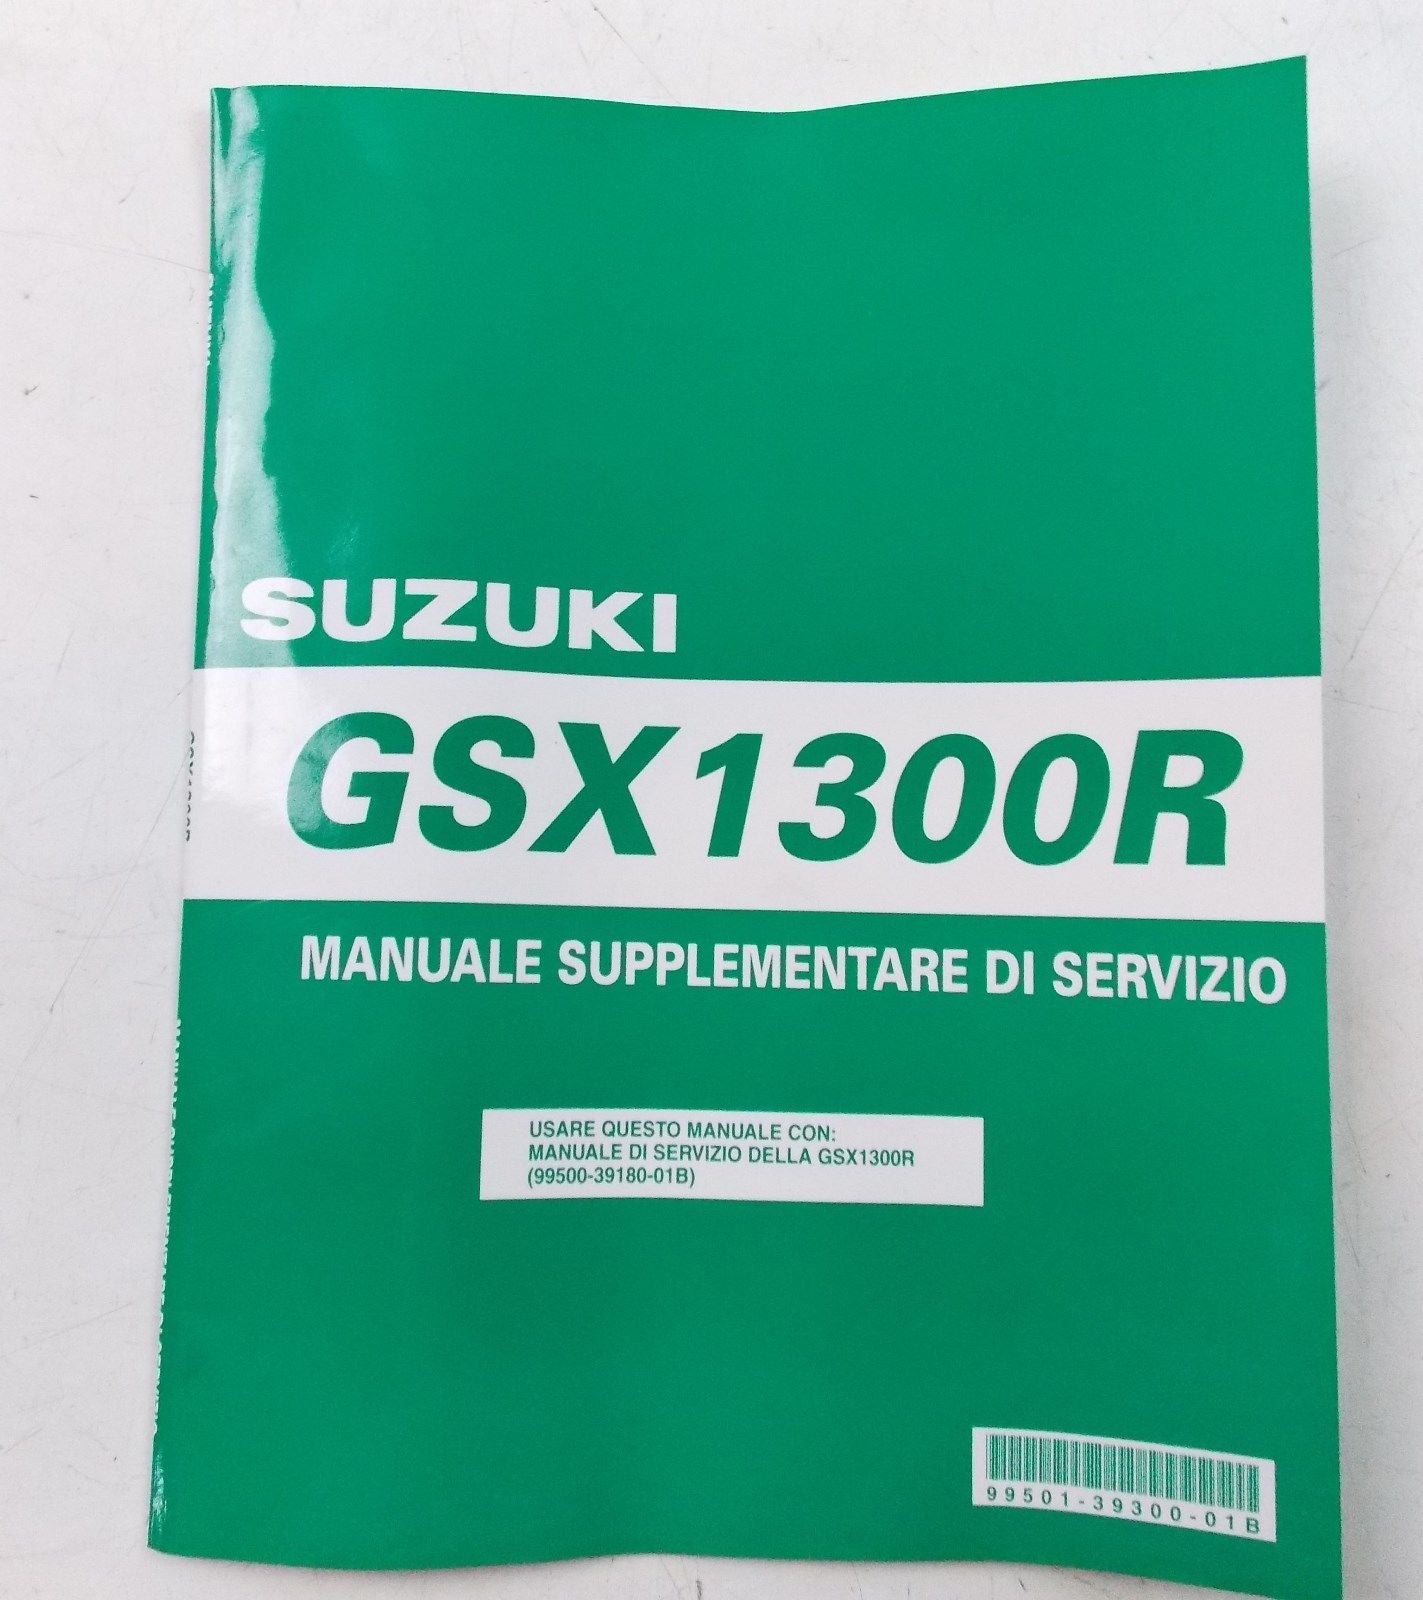 SUZUKI
GSX1300R
MANUALE SUPPLEMENTARE DI SERVIZIO
USARE QUESTO MANUALE CON:
MANUALE DI SERVIZIO DELLA GSX1300R
(99500-39180-01B)
99501-39300-01B